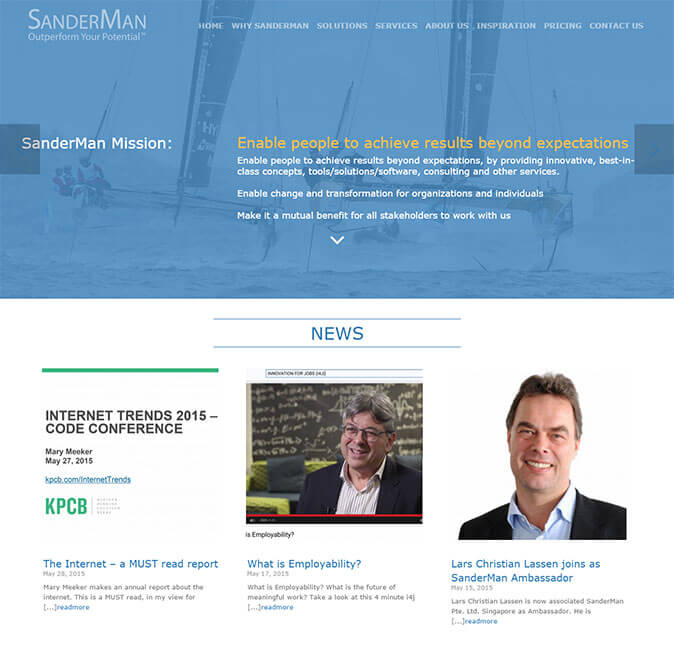 SANDERMAN
Outperform Your Potential™
HOME WHY SANDERMAN SOLUTIONS SERVICES ABOUT US INSPIRATION PRICING CONTACT US
SanderMan Mission:
Enable people to achieve results beyond expectations
Enable people to achieve results beyond expectations, by providing innovative, best-in-
class concepts, tools/solutions/software, consulting and other services.
Enable change and transformation for organizations and individuals
Make it a mutual benefit for all stakeholders to work with us
NEWS
INTERNET TRENDS 2015 –
CODE CONFERENCE
Mary Meeker
May 27, 2015
kpcb.com/InternetTrends
KPCB
INNOVATION FOR JOBS (I4J)
is Employability?
The Internet – a MUST read report
May 28, 2015
Mary Meeker makes an annual report about the
internet. This is a MUST read, in my view for
[...]readmore
What is Employability?
May 17, 2015
What is Employability? What is the future of
meaningful work? Take a look at this 4 minute i4j
[...]readmore
Lars Christian Lassen joins as
SanderMan Ambassador
May 15, 2015
Lars Christian Lassen is now associated SanderMan
Pte. Ltd. Singapore as Ambassador. He is
[...]readmore